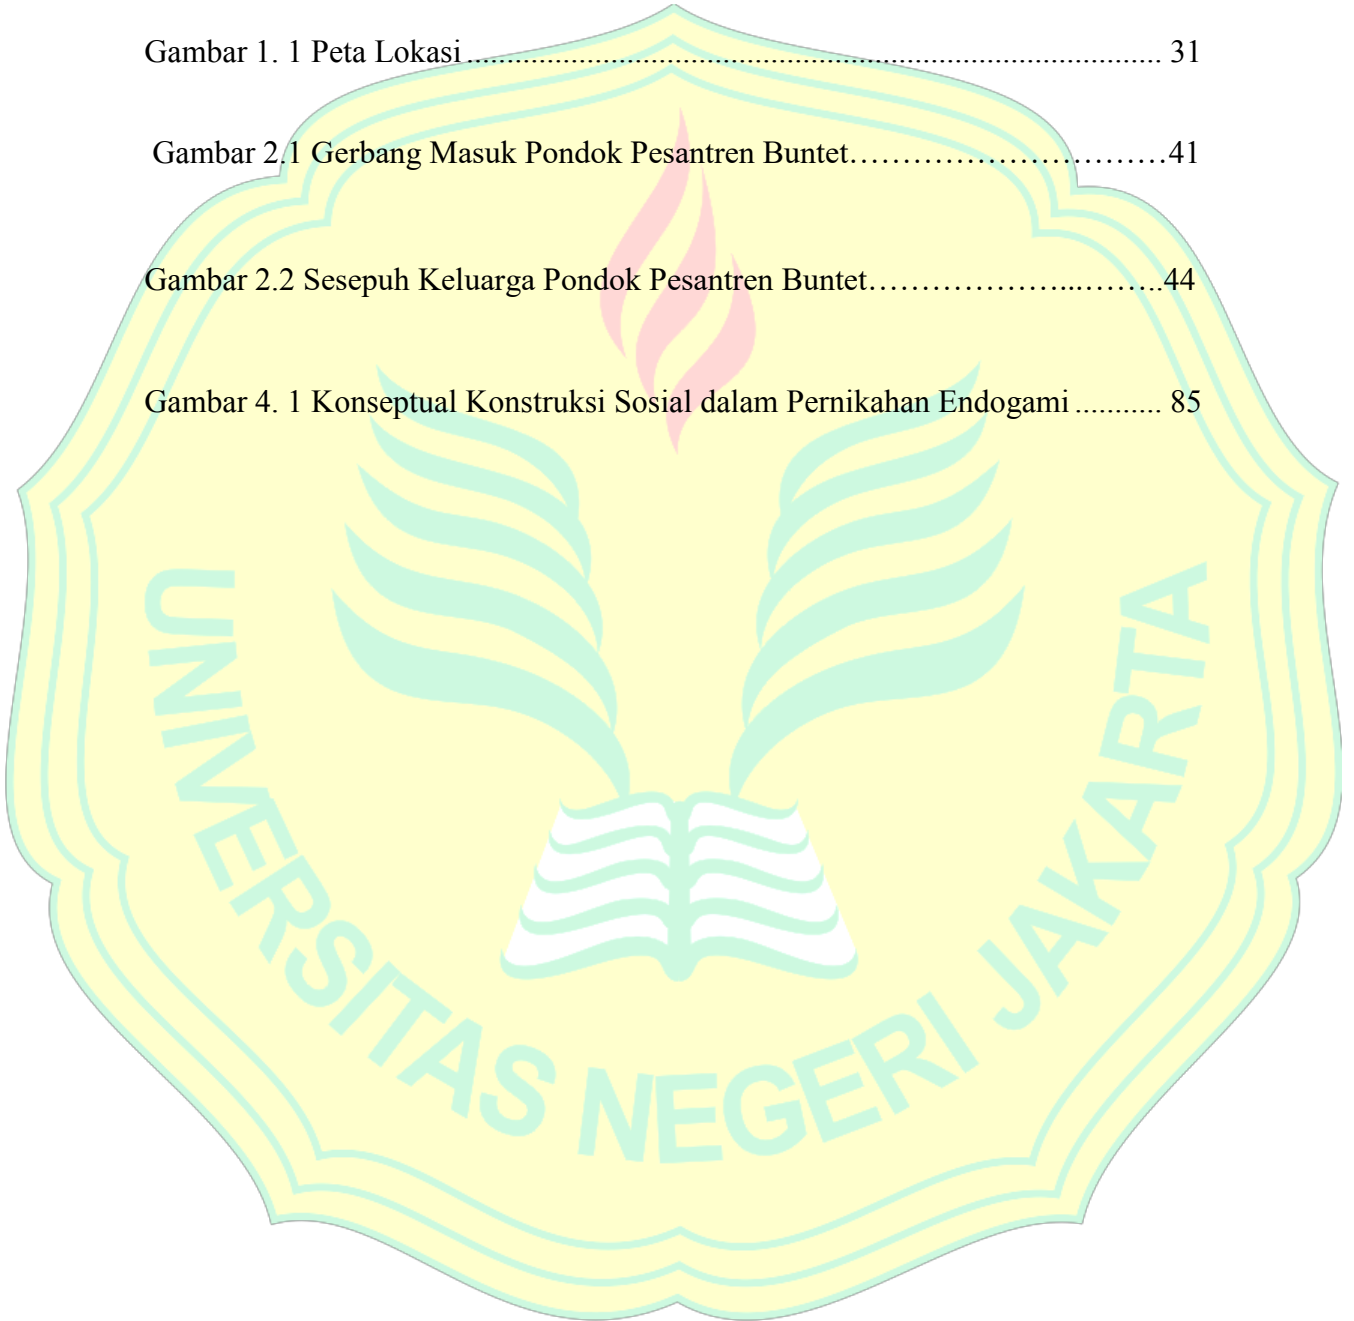 Gambar 1. 1 Peta Lokasi ..................................................................................... 31
Gambar 2.1 Gerbang Masuk Pondok Pesantren Buntet…………………………41
Gambar 2.2 Sesepuh Keluarga Pondok Pesantren Buntet………………...……..44
Gambar 4. 1 Konseptual Konstruksi Sosial dalam Pernikahan Endogami ........... 85
UNIVERSITAS NEGERI JAKARTA